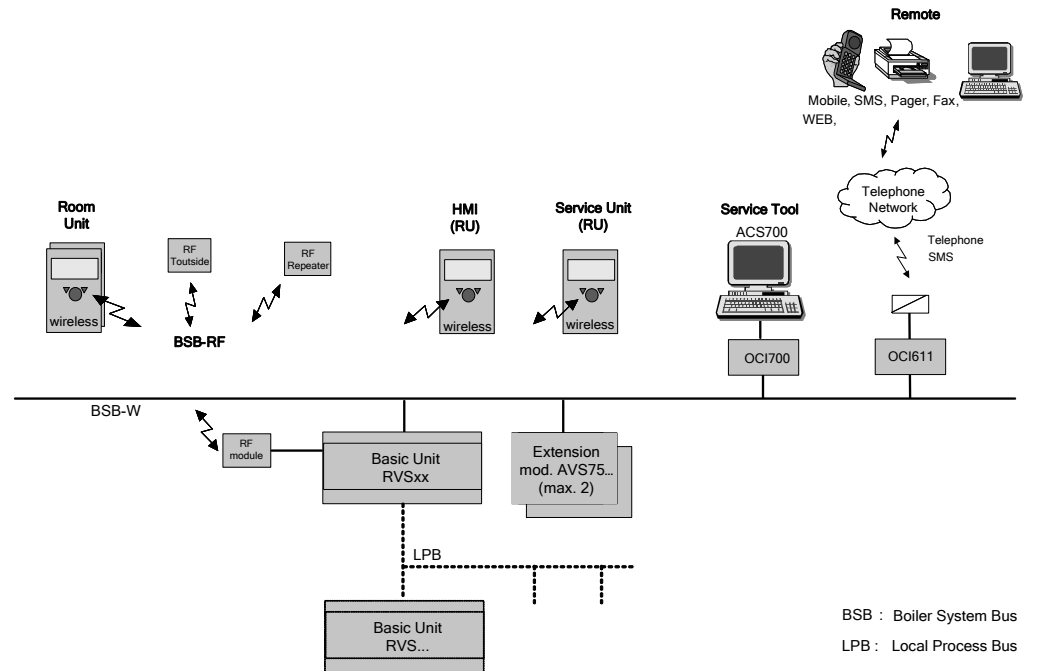 Remote
Mobile, SMS, Pager, Fax,
WEB,
Telephone
Network
Room
Unit
HMI
(RU)
Service Unit
(RU)
Service Tool
ACS700
RF
Toutside
RF
Repeater
Telephone
SMS
wireless
wireless
wireless
BSB-RF
OCI700
OCI611
BSB-W
RF
module
Basic Unit
RVSxx
Extension
mod. AVS75...
(max. 2)
LPB
Basic Unit
RVS...
BSB : Boiler System Bus
LPB : Local Process Bus